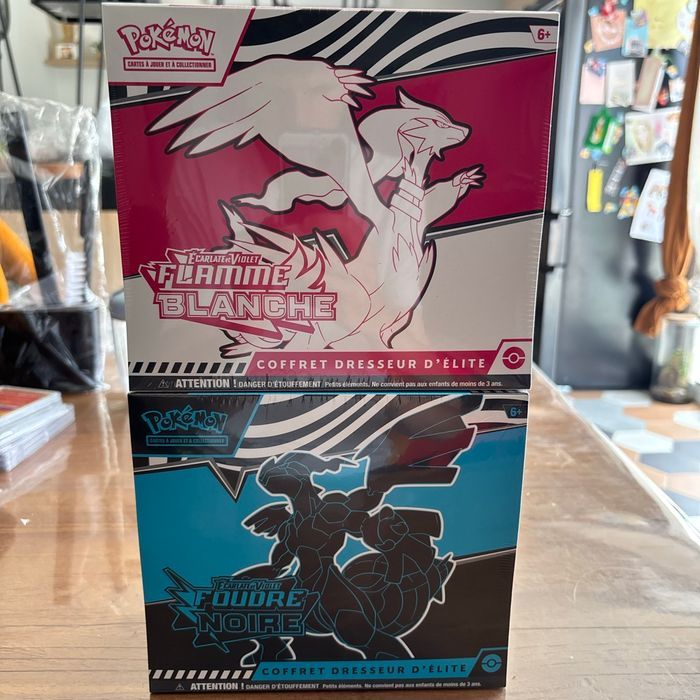 POKéMON
CARTES À JOUER ET À COLLECTIONNER
6+
ÉCARLATE ET VIOLET
FLAMME
BLANCHE
COFFRET DRESSEUR D'ÉLITE
ATTENTION ! DANGER D'ÉTOUFFEMENT Petits éléments. Ne convient pas aux enfants de moins de 3 ans.
POKéMON
CARTES À JOUER ET À COLLECTIONNER
6+
ÉCARLATE ET VIOLET
FOUDRE
NOIRE
COFFRET DRESSEUR D'ÉLITE
ATTENTION ! DANGER D'ÉTOUFFEMENT Petits éléments. Ne convient pas aux enfants de moins de 3 ans.